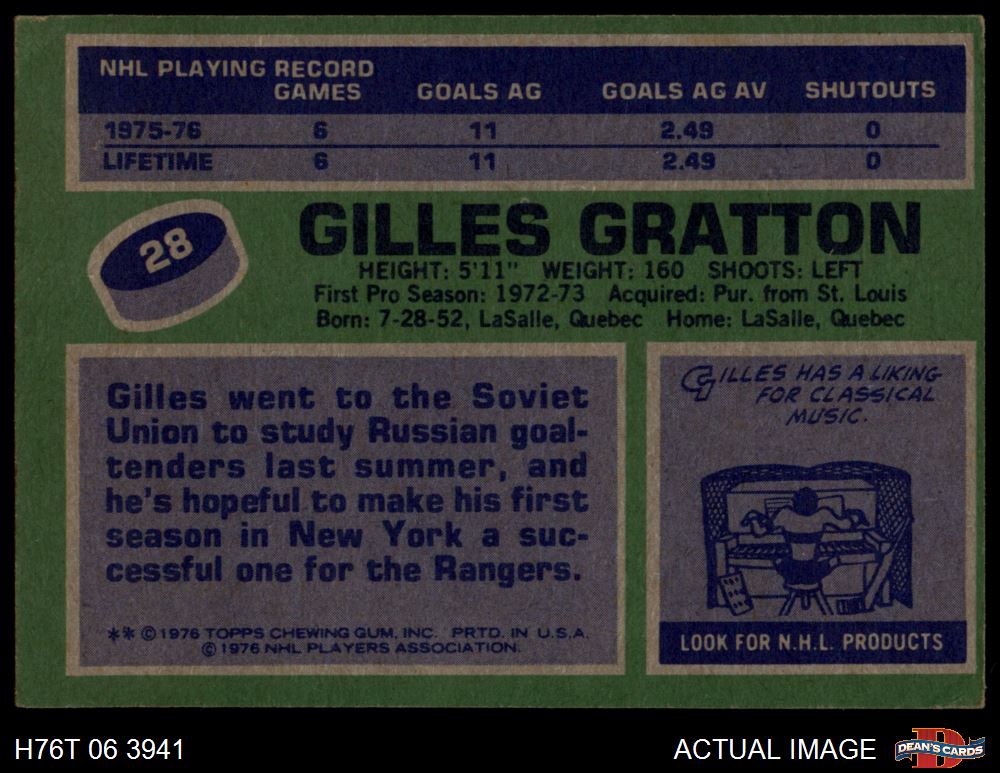 NHL PLAYING RECORD
GAMES GOALS AG GOALS AG AV SHUTOUTS
1975-76 6 11 2.49 0
LIFETIME 6 11 2.49 0
28
GILLES GRATTON
HEIGHT: 5'11" WEIGHT: 160 SHOOTS: LEFT
First Pro Season: 1972-73 Acquired: Pur. from St. Louis
Born: 7-28-52, LaSalle, Quebec Home: LaSalle, Quebec
Gilles went to the Soviet
Union to study Russian goal-
tenders last summer, and
he's hopeful to make his first
season in New York a suc-
cessful one for the Rangers.
** © 1976 TOPPS CHEWING GUM, INC. PRTD. IN U.S.A.
© 1976 NHL PLAYERS ASSOCIATION.
GILLES HAS A LIKING
FOR CLASSICAL
MUSIC.
LOOK FOR N.H.L. PRODUCTS
H76T 06 3941
ACTUAL IMAGE
DEAN'S CARDS